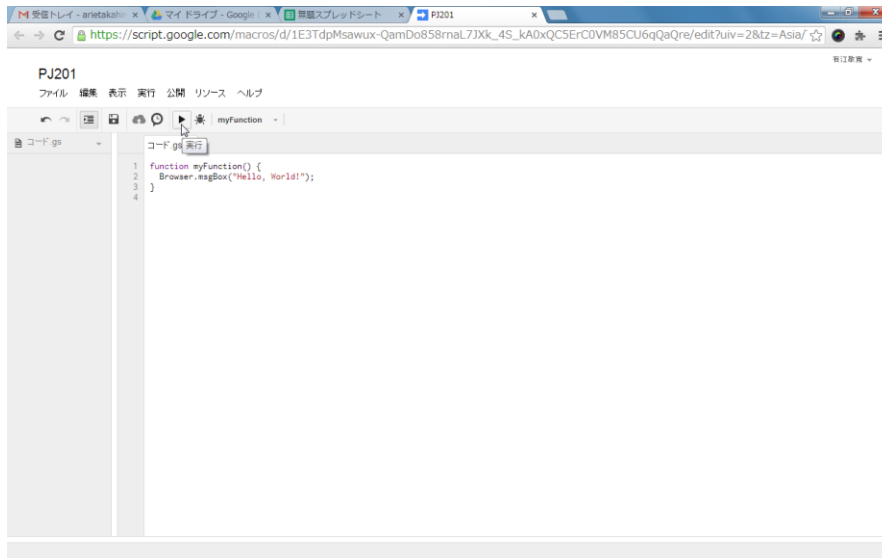 受信トレイ - arietakahir
マイ ドライブ - Google
無題スプレッドシート
PJ201
https://script.google.com/macros/d/1E3TdpMsawux-QamDo858rnaL7JXk_4S_kA0xQC5ErC0VM85CU6qQaQre/edit?uiv=2&tz=Asia/
PJ201
ファイル 編集 表示 実行 公開 リソース ヘルプ
myFunction
コード.gs
コード.gs 実行
1 function myFunction() {
2 Browser.msgBox("Hello, World!");
3 }
4